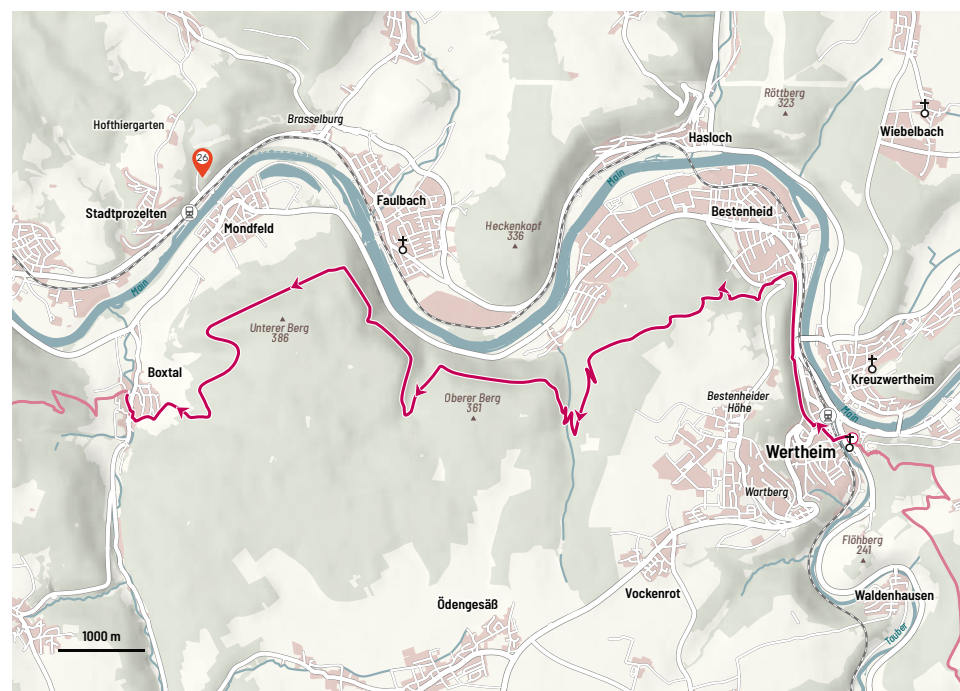 Röttberg
323
Hofthiergarten
Brasselburg
Wiebelbach
Hasloch
26
Main
Stadtprozelten
Faulbach
Bestenheid
Mondfeld
Heckenkopf
336
Main
Unterer Berg
386
Boxtal
Kreuzwertheim
Oberer Berg
361
Bestenheider
Höhe
Main
Wertheim
Wartberg
Flöhberg
241
Vockenrot
Waldenhausen
Ödengesäß
Tauber
1000 m